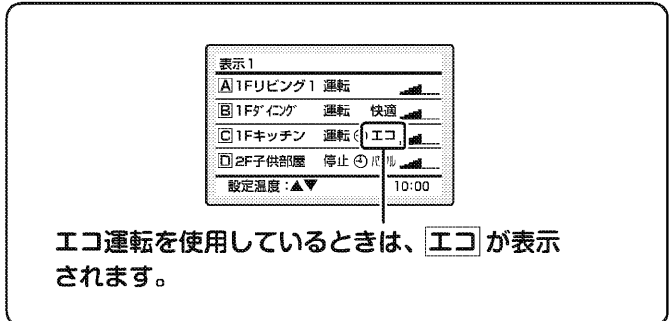 表示1
A 1Fリビング1 運転
B 1Fダイニング 運転 快適
C 1Fキッチン 運転 エコ
D 2F子供部屋 停止
設定温度:▲▼ 10:00
エコ運転を使用しているときは、エコが表示
されます。